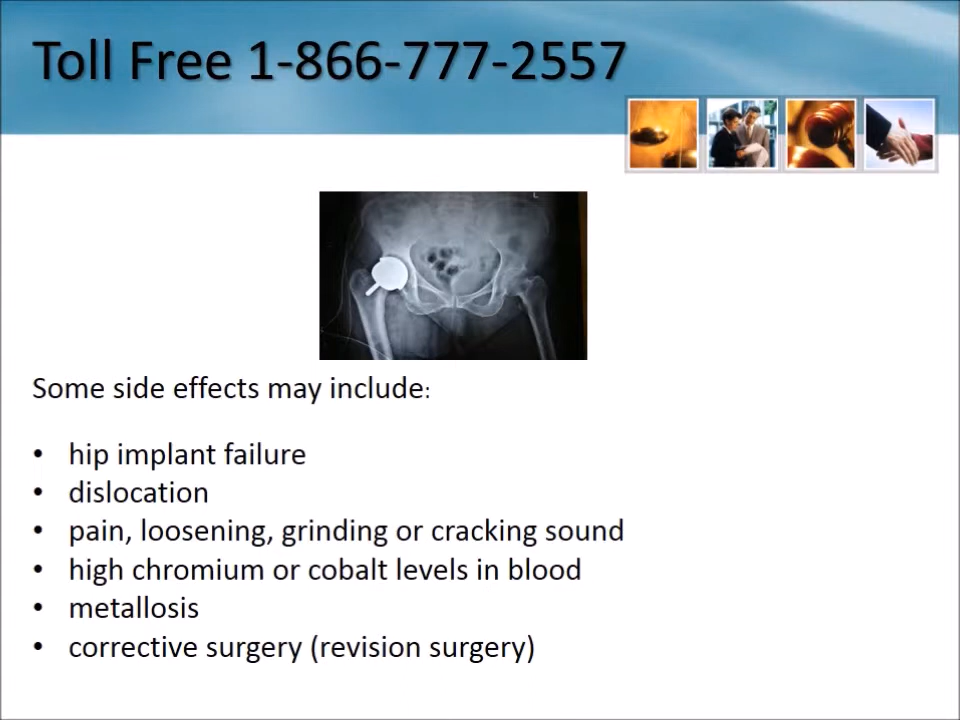 Toll Free 1-866-777-2557
Some side effects may include:
• hip implant failure
• dislocation
• pain, loosening, grinding or cracking sound
• high chromium or cobalt levels in blood
• metallosis
• corrective surgery (revision surgery)